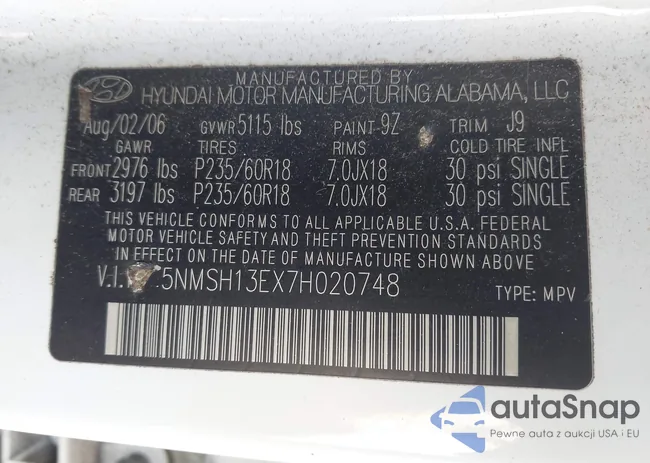 MANUFACTURED BY
HYUNDAI MOTOR MANUFACTURING ALABAMA, LLC
Aug/02/06 GVWR 5115 lbs PAINT 9Z TRIM J9
GAWR TIRES RIMS COLD TIRE INFL
FRONT 2976 lbs P235/60R18 7.0JX18 30 psi SINGLE
REAR 3197 lbs P235/60R18 7.0JX18 30 psi SINGLE
THIS VEHICLE CONFORMS TO ALL APPLICABLE U.S.A. FEDERAL
MOTOR VEHICLE SAFETY AND THEFT PREVENTION STANDARDS
IN EFFECT ON THE DATE OF MANUFACTURE SHOWN ABOVE.
V.I. 5NMSH13EX7H020748 TYPE: MPV
autaSnap
Pewne auta z aukcji USA i EU